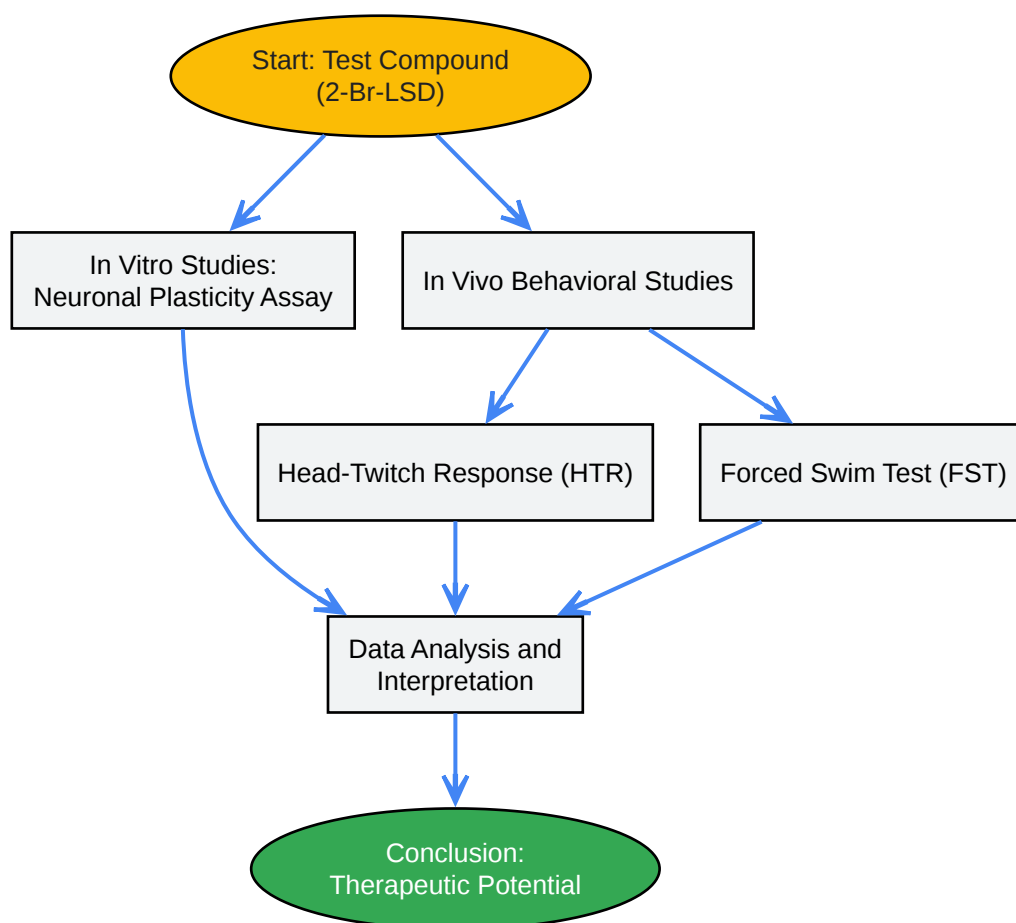 Start: Test Compound
(2-Br-LSD)
In Vitro Studies:
Neuronal Plasticity Assay
In Vivo Behavioral Studies
Head-Twitch Response (HTR)
Forced Swim Test (FST)
Data Analysis and
Interpretation
Conclusion:
Therapeutic Potential